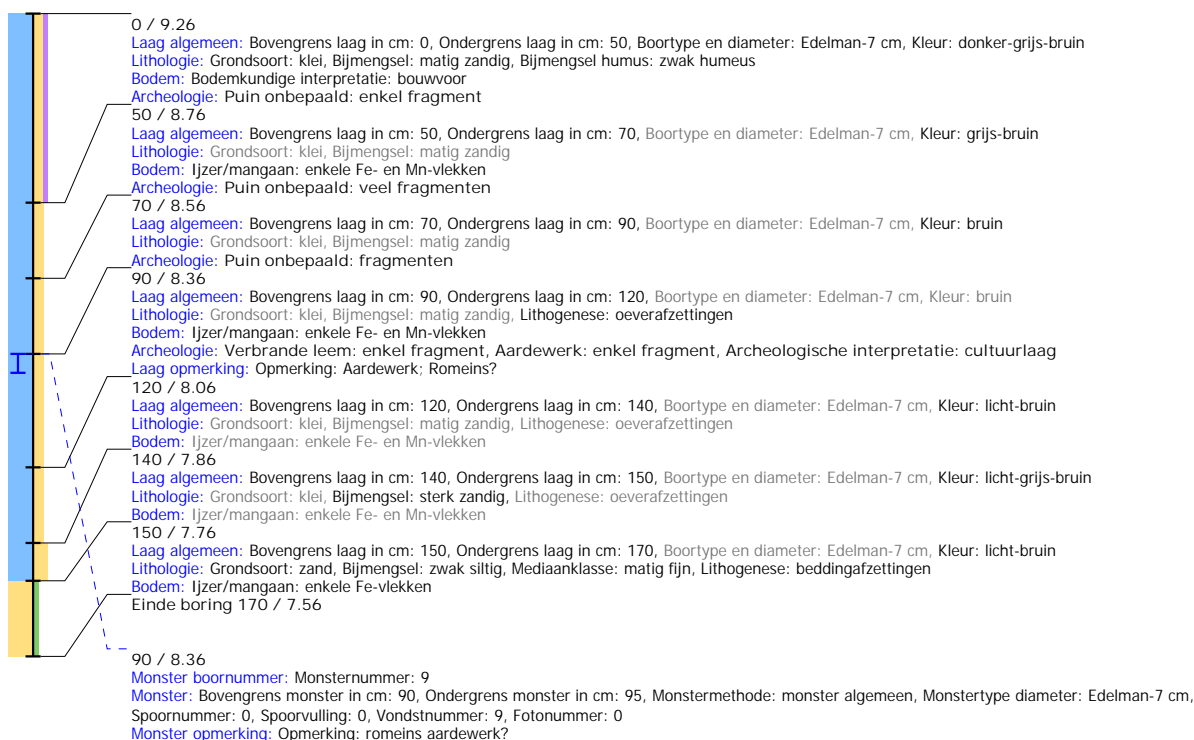 0 / 9.26
Laag algemeen: Bovengrens laag in cm: 0, Ondergrens laag in cm: 50, Boortype en diameter: Edelman-7 cm, Kleur: donker-grijs-bruin
Lithologie: Grondsoort: klei, Bijmengsel: matig zandig, Bijmengsel humus: zwak humeus
Bodem: Bodemkundige interpretatie: bouwvoor
Archeologie: Puin onbepaald: enkel fragment
50 / 8.76
Laag algemeen: Bovengrens laag in cm: 50, Ondergrens laag in cm: 70, Boortype en diameter: Edelman-7 cm, Kleur: grijs-bruin
Lithologie: Grondsoort: klei, Bijmengsel: matig zandig
Bodem: Ijzer/mangaan: enkele Fe- en Mn-vlekken
Archeologie: Puin onbepaald: veel fragmenten
70 / 8.56
Laag algemeen: Bovengrens laag in cm: 70, Ondergrens laag in cm: 90, Boortype en diameter: Edelman-7 cm, Kleur: bruin
Lithologie: Grondsoort: klei, Bijmengsel: matig zandig
Archeologie: Puin onbepaald: fragmenten
90 / 8.36
Laag algemeen: Bovengrens laag in cm: 90, Ondergrens laag in cm: 120, Boortype en diameter: Edelman-7 cm, Kleur: bruin
Lithologie: Grondsoort: klei, Bijmengsel: matig zandig, Lithogenese: oeverafzettingen
Bodem: Ijzer/mangaan: enkele Fe- en Mn-vlekken
Archeologie: Verbrande leem: enkel fragment, Aardewerk: enkel fragment, Archeologische interpretatie: cultuurlaag
Laag opmerking: Opmerking: Aardewerk; Romeins?
120 / 8.06
Laag algemeen: Bovengrens laag in cm: 120, Ondergrens laag in cm: 140, Boortype en diameter: Edelman-7 cm, Kleur: licht-bruin
Lithologie: Grondsoort: klei, Bijmengsel: matig zandig, Lithogenese: oeverafzettingen
Bodem: Ijzer/mangaan: enkele Fe- en Mn-vlekken
140 / 7.86
Laag algemeen: Bovengrens laag in cm: 140, Ondergrens laag in cm: 150, Boortype en diameter: Edelman-7 cm, Kleur: licht-grijs-bruin
Lithologie: Grondsoort: klei, Bijmengsel: sterk zandig, Lithogenese: oeverafzettingen
Bodem: Ijzer/mangaan: enkele Fe- en Mn-vlekken
150 / 7.76
Laag algemeen: Bovengrens laag in cm: 150, Ondergrens laag in cm: 170, Boortype en diameter: Edelman-7 cm, Kleur: licht-bruin
Lithologie: Grondsoort: zand, Bijmengsel: zwak siltig, Mediaanklasse: matig fijn, Lithogenese: beddingafzettingen
Bodem: Ijzer/mangaan: enkele Fe-vlekken
Einde boring 170 / 7.56
90 / 8.36
Monster boornummer: Monsternummer: 9
Monster: Bovengrens monster in cm: 90, Ondergrens monster in cm: 95, Monstermethode: monster algemeen, Monstertype diameter: Edelman-7 cm,
Spoornummer: 0, Spoorvulling: 0, Vondstnummer: 9, Fotonummer: 0
Monster opmerking: Opmerking: romeins aardewerk?